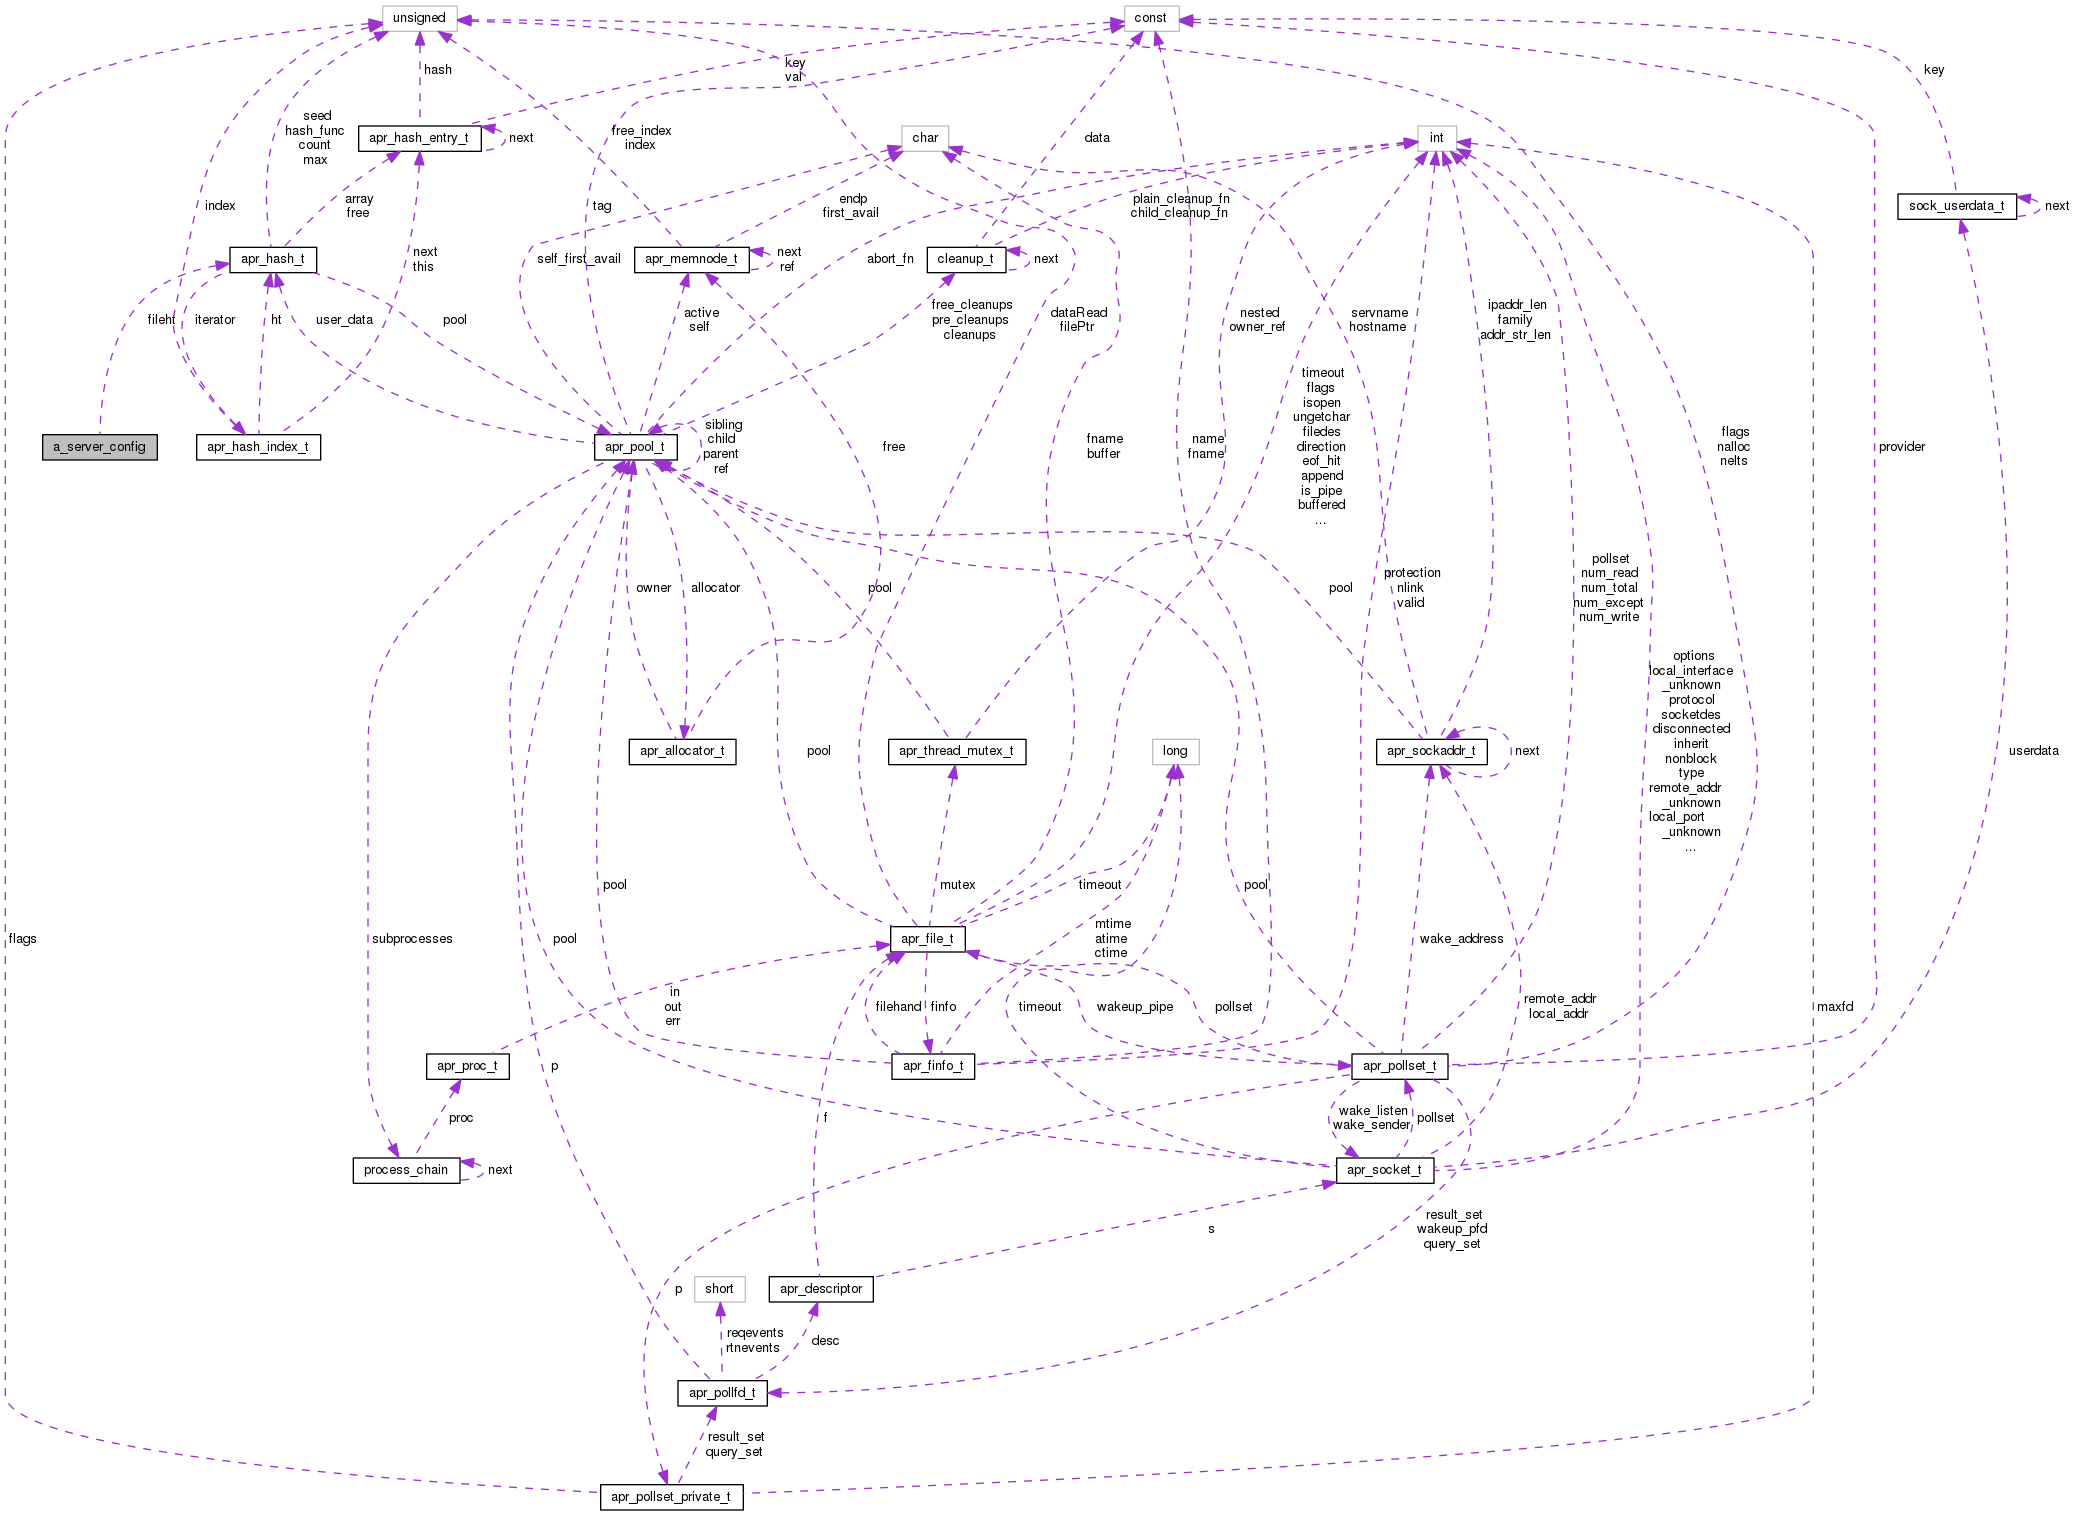 unsigned
const
key
val
hash
key
apr_hash_entry_t
next
char
int
data
free_index
index
seed
hash_func
count
max
index
array
free
tag
endp
first_avail
plain_cleanup_fn
child_cleanup_fn
sock_userdata_t
next
apr_hash_t
next
this
self_first_avail
apr_memnode_t
next
ref
abort_fn
cleanup_t
next
fileht
iterator
ht
user_data
pool
active
self
free_cleanups
pre_cleanups
cleanups
dataRead
filePtr
nested
owner_ref
servname
hostname
ipaddr_len
family
addr_str_len
a_server_config
apr_hash_index_t
apr_pool_t
sibling
child
parent
ref
free
fname
buffer
name
fname
timeout
flags
isopen
ungetchar
filedes
direction
eof_hit
append
is_pipe
buffered
...
flags
nalloc
nelts
provider
owner
allocator
pool
pool
protection
nlink
valid
pollset
num_read
num_total
num_except
num_write
apr_allocator_t
pool
apr_thread_mutex_t
long
apr_sockaddr_t
next
options
local_interface
_unknown
protocol
socketdes
disconnected
inherit
nonblock
type
remote_addr
_unknown
local_port
_unknown
...
userdata
pool
mutex
timeout
pool
flags
subprocesses
pool
apr_file_t
mtime
atime
ctime
wake_address
in
out
err
filehand
finfo
timeout
wakeup_pipe
pollset
remote_addr
local_addr
maxfd
apr_proc_t
p
apr_finfo_t
apr_pollset_t
proc
f
wake_listen
wake_sender
pollset
process_chain
next
apr_socket_t
s
result_set
wakeup_pfd
query_set
p
short
apr_descriptor
reqevents
rtnevents
desc
apr_pollfd_t
result_set
query_set
apr_pollset_private_t